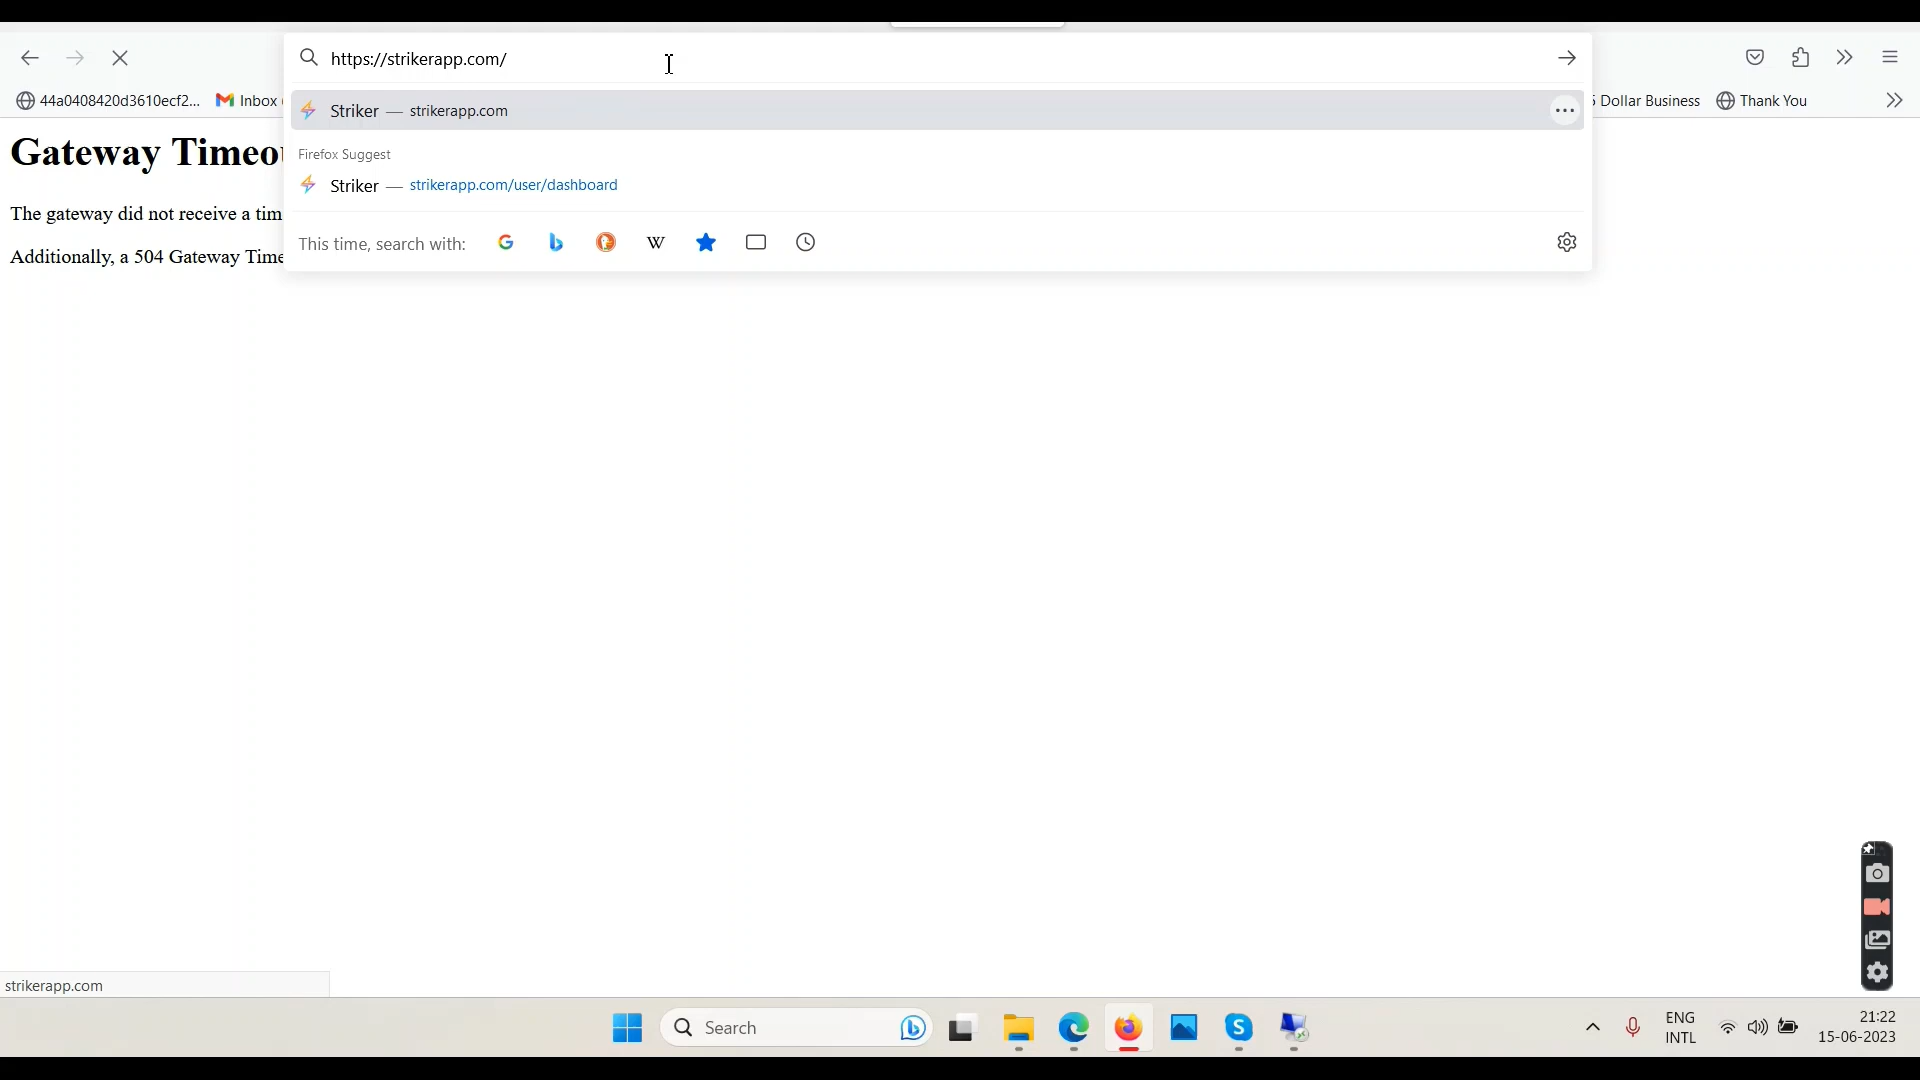 https://strikerapp.com/
44a0408420d3610ecf2... Inbox Dollar Business Thank You
Striker — strikerapp.com
Gateway Timeou
Firefox Suggest
Striker — strikerapp.com/user/dashboard
The gateway did not receive a tim
This time, search with:
Additionally, a 504 Gateway Time
strikerapp.com
Search
ENG
INTL
21:22
15-06-2023